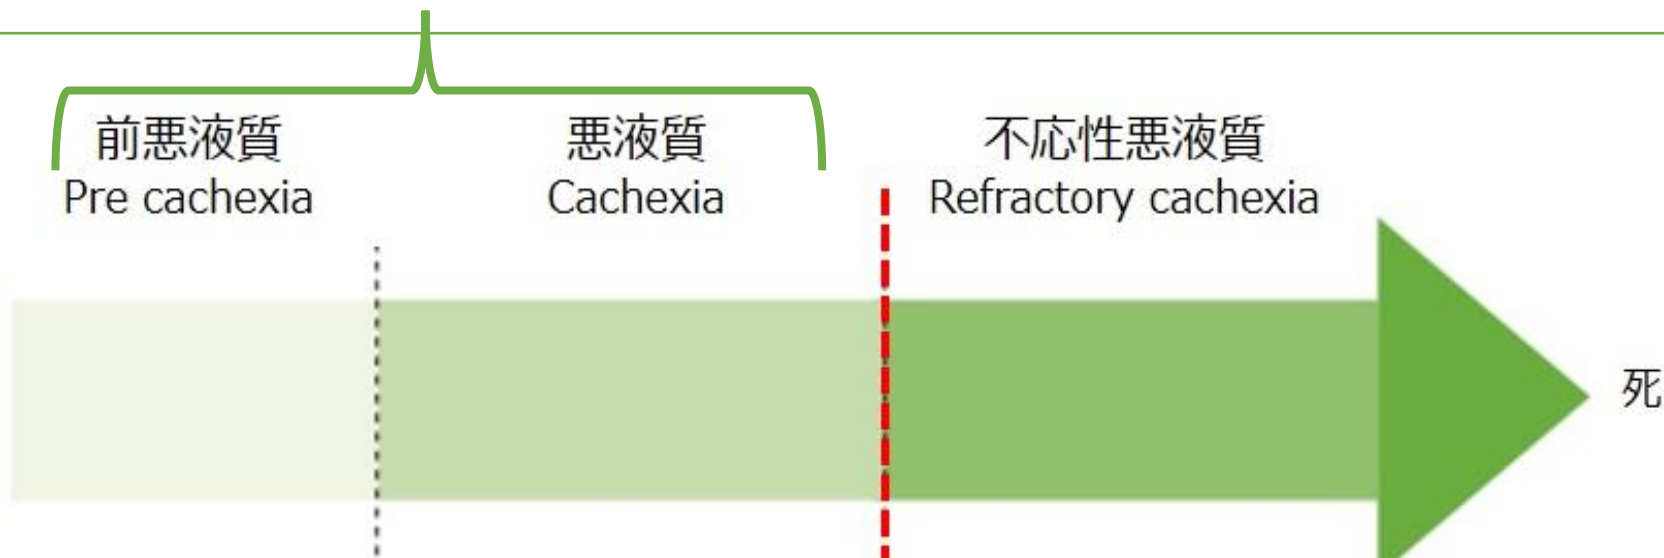 前悪液質
Pre cachexia
悪液質
Cachexia
不応性悪液質
Refractory cachexia
死